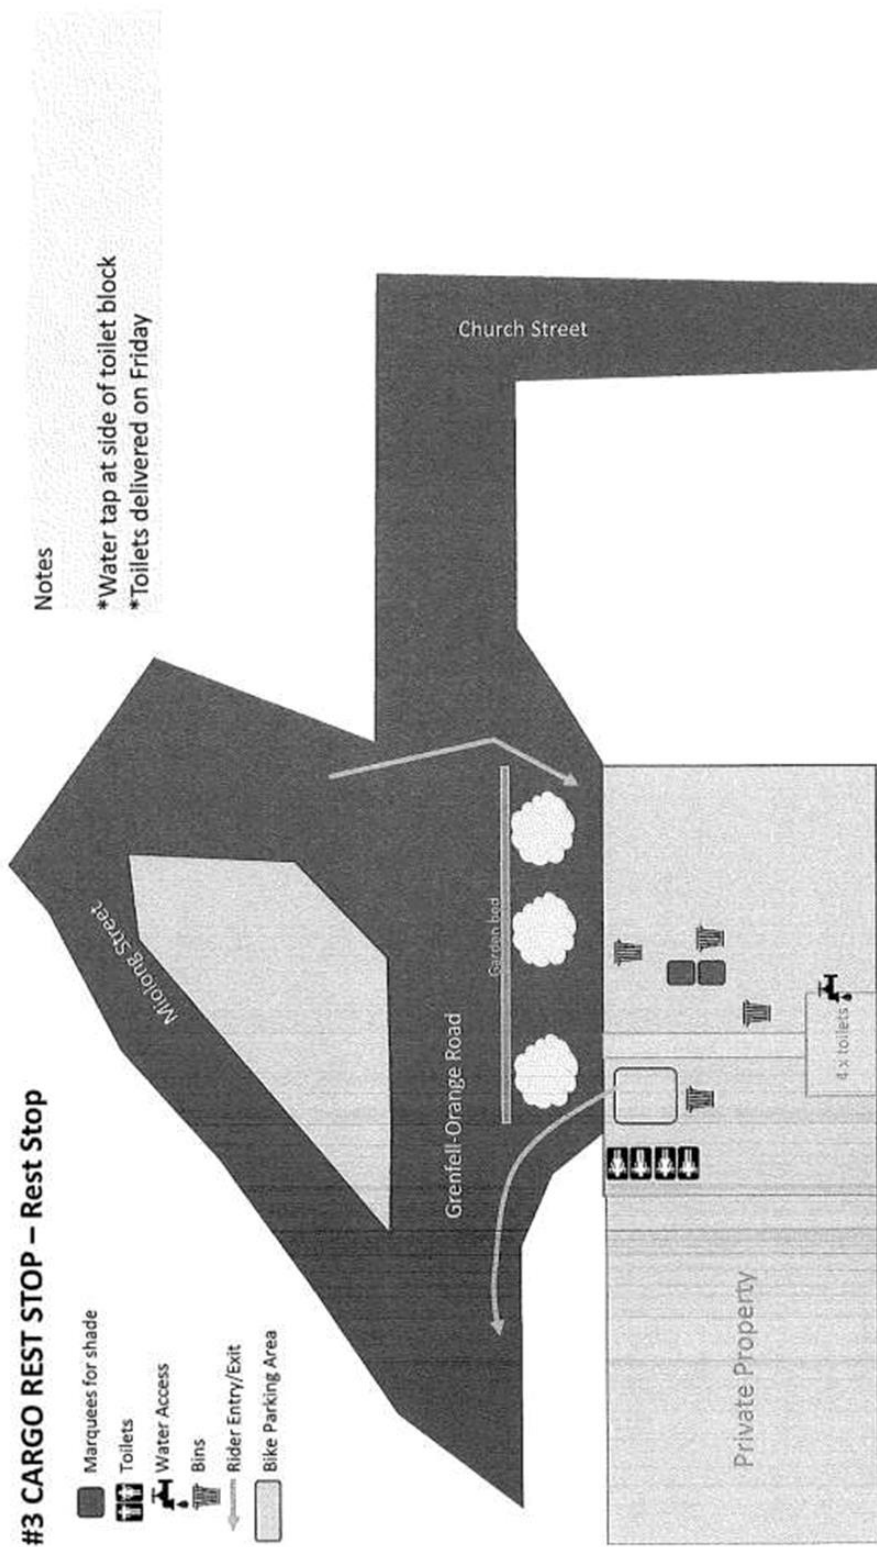 #3 CARGO REST STOP – Rest Stop
Marquees for shade
Toilets
Water Access
Bins
Rider Entry/Exit
Bike Parking Area
Notes
*Water tap at side of toilet block
*Toilets delivered on Friday
Miolong Street
Grenfell-Orange Road
Garden bed
Church Street
4 x toilets
Private Property